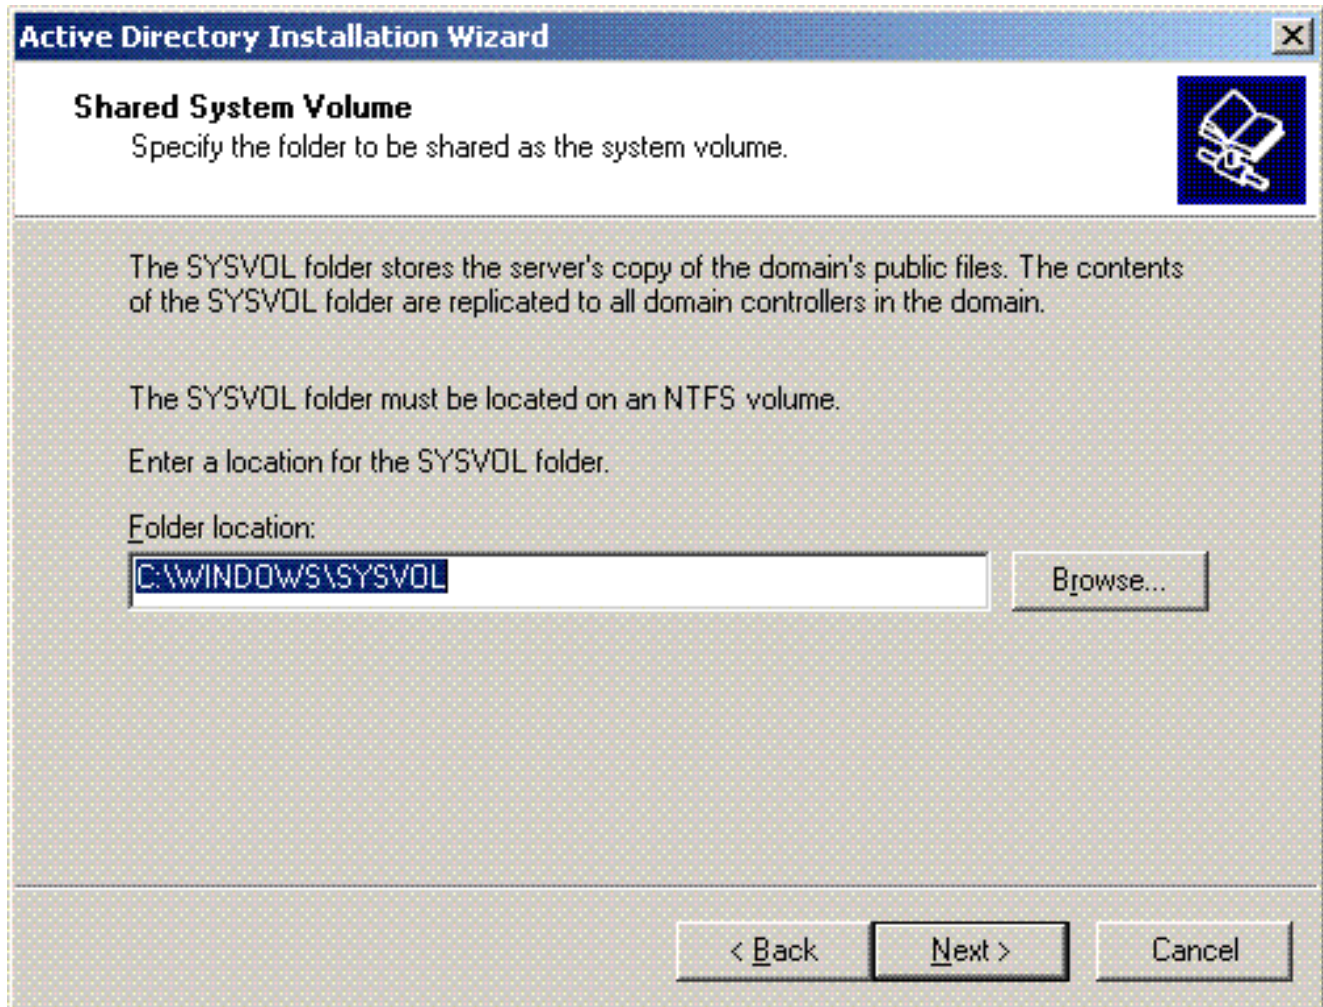 Active Directory Installation Wizard
Shared System Volume
Specify the folder to be shared as the system volume.
The SYSVOL folder stores the server's copy of the domain's public files. The contents
of the SYSVOL folder are replicated to all domain controllers in the domain.
The SYSVOL folder must be located on an NTFS volume.
Enter a location for the SYSVOL folder.
Folder location:
C:\WINDOWS\SYSVOL
Browse...
< Back
Next >
Cancel